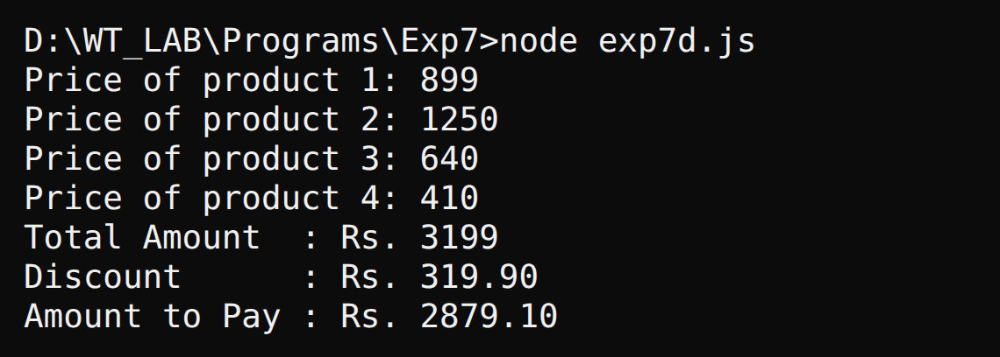 D:\WT_LAB\Programs\Exp7>node exp7d.js
Price of product 1: 899
Price of product 2: 1250
Price of product 3: 640
Price of product 4: 410
Total Amount  : Rs. 3199
Discount      : Rs. 319.90
Amount to Pay : Rs. 2879.10